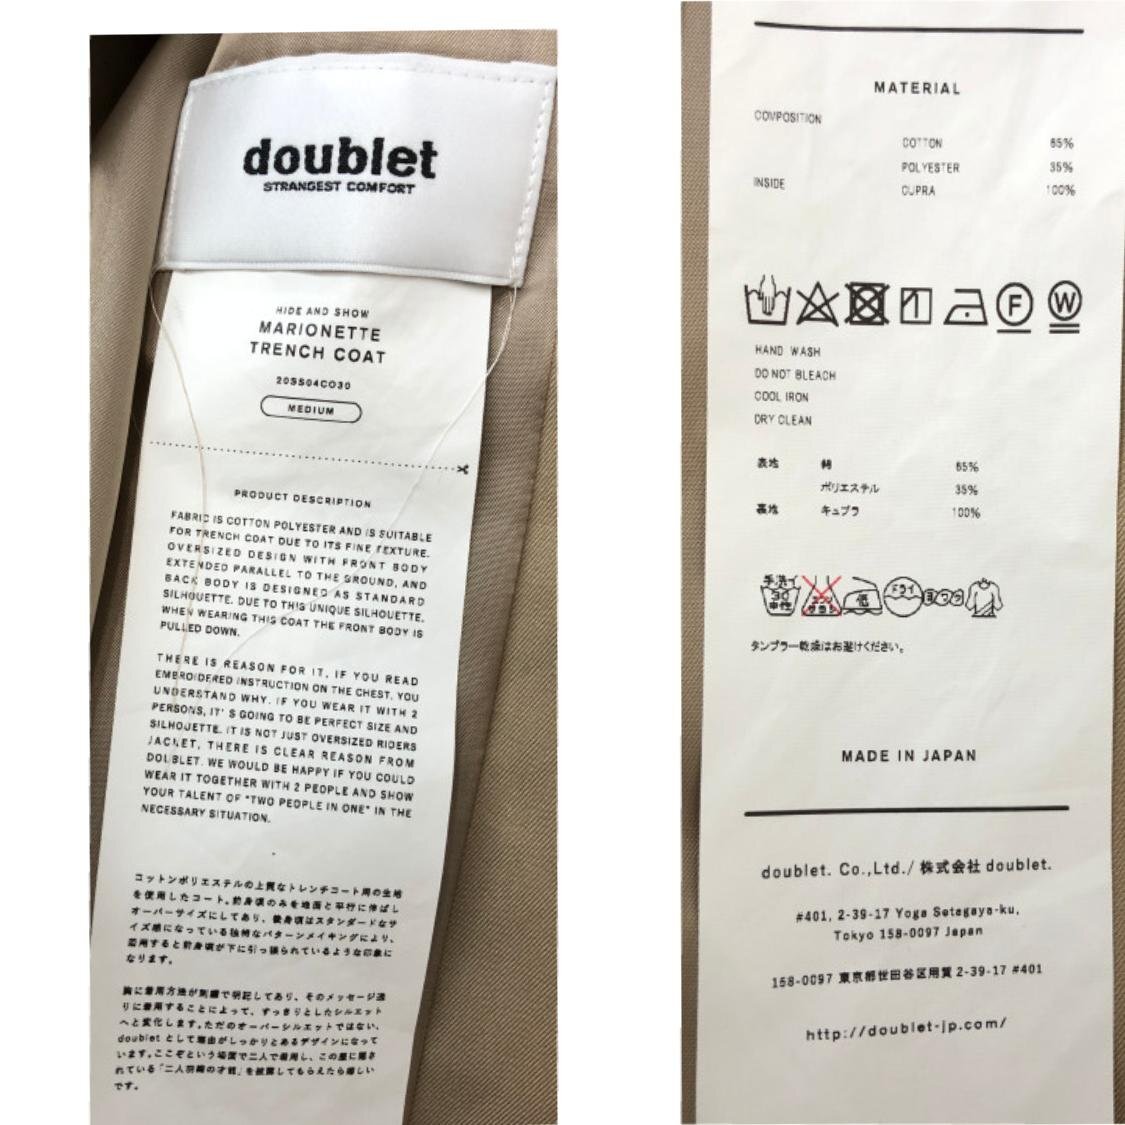 doublet
STRANGEST COMFORT
HIDE AND SHOW
MARIONETTE
TRENCH COAT
20SS04CO30
MEDIUM
PRODUCT DESCRIPTION
FABRIC IS COTTON POLYESTER AND IS SUITABLE
FOR TRENCH COAT DUE TO ITS FINE TEXTURE.
OVERSIZED DESIGN WITH FRONT BODY
EXTENDED PARALLEL TO THE GROUND, AND
BACK BODY IS DESIGNED AS STANDARD
SILHOUETTE. DUE TO THIS UNIQUE SILHOUETTE,
WHEN WEARING THIS COAT THE FRONT BODY IS
PULLED DOWN.
THERE IS REASON FOR IT, IF YOU READ
EMBROIDERED INSTRUCTION ON THE CHEST, YOU
UNDERSTAND WHY. IF YOU WEAR IT WITH 2
PERSONS, IT'S GOING TO BE PERFECT SIZE AND
SILHOUETTE. IT IS NOT JUST OVERSIZED RIDERS
JACKET, THERE IS CLEAR REASON FROM
DOUBLET. WE WOULD BE HAPPY IF YOU COULD
WEAR IT TOGETHER WITH 2 PEOPLE AND SHOW
YOUR TALENT OF "TWO PEOPLE IN ONE" IN THE
NECESSARY SITUATION.
コットンポリエステルの上質なトレンチコート用の生地
を使用したコート。前身頃のみを地面と平行に伸ばし
オーバーサイズにしてあり、後身頃はスタンダードなサ
イズ感になっている独特なパターンメイキングにより、
着用すると前身頃が下に引っ張られているような印象に
なります。
胸に着用方法が刺繍で明記してあり、そのメッセージ通
りに着用することによって、すっきりとしたシルエット
へと変化します。ただのオーバーシルエットではない、
doublet として理由がしっかりとあるデザインになって
います。ここぞという場面で二人で着用し、この服に隠さ
れている「二人羽織の才能」を披露してもらえたら嬉しい
です。
MATERIAL
COMPOSITION
COTTON 65%
POLYESTER 35%
INSIDE CUPRA 100%
F W
HAND WASH
DO NOT BLEACH
COOL IRON
DRY CLEAN
表地 綿 65%
ポリエステル 35%
裏地 キュプラ 100%
手洗イ 30 中性 エンソサラシ 低 ドライ ヨワク
タンブラー乾燥はお避けください。
MADE IN JAPAN
doublet. Co.,Ltd./ 株式会社 doublet.
#401, 2-39-17 Yoga Setagaya-ku,
Tokyo 158-0097 Japan
158-0097 東京都世田谷区用賀 2-39-17 #401
http://doublet-jp.com/